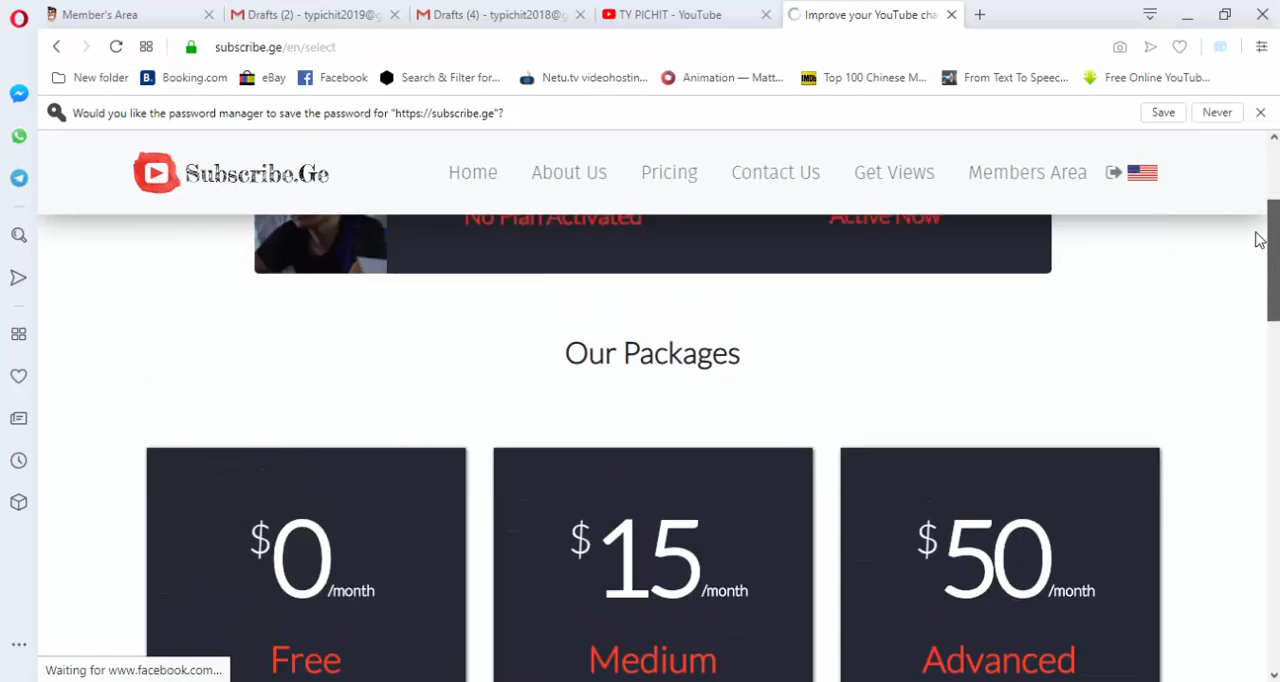 Member's Area
Drafts (2) - typichit2019@g
Drafts (4) - typichit2018@g
TY PICHIT - YouTube
Improve your YouTube cha
subscribe.ge/en/select
New folder
B. Booking.com
eBay
Facebook
Search & Filter for...
Netu.tv videohostin...
Animation — Matt...
IMDb Top 100 Chinese M...
From Text To Speec...
Free Online YouTub...
Would you like the password manager to save the password for "https://subscribe.ge"?
Save
Never
Subscribe.Ge
Home
About Us
Pricing
Contact Us
Get Views
Members Area
No Plan Activated
Active Now
Our Packages
$0/month
Free
$15/month
Medium
$50/month
Advanced
Waiting for www.facebook.com...